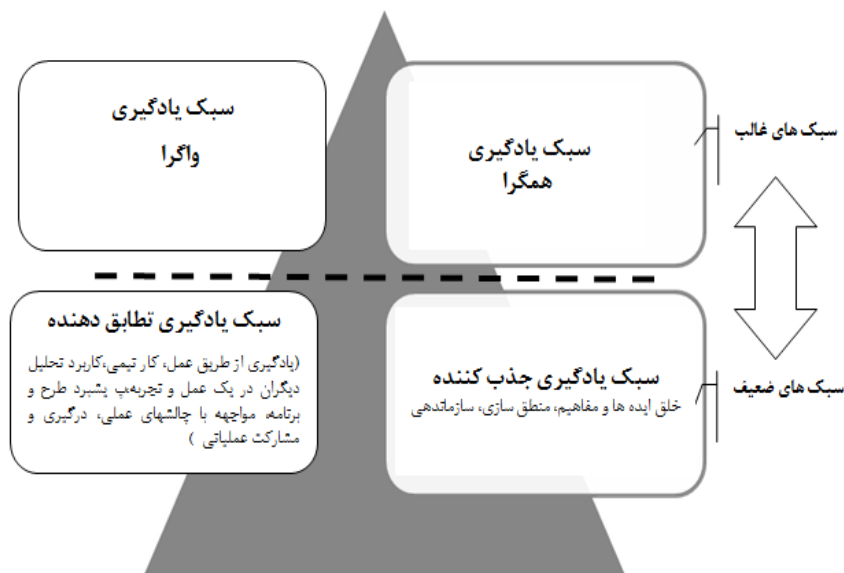 سبک یادگیری
همگرا
سبک یادگیری
واگرا
سبک های غالب
سبک یادگیری جذب کننده
خلق ایده ها و مفاهیم، منطق سازی، سازماندهی
سبک یادگیری تطابق دهنده
(یادگیری از طریق عمل، کار تیمی،کاربرد تحلیل
دیگران در یک عمل و تجربه،پ یشبرد طرح و
برنامه، مواجهه با چالشهای عملی، درگیری و
مشارکت عملیاتی )
سبک های ضعیف